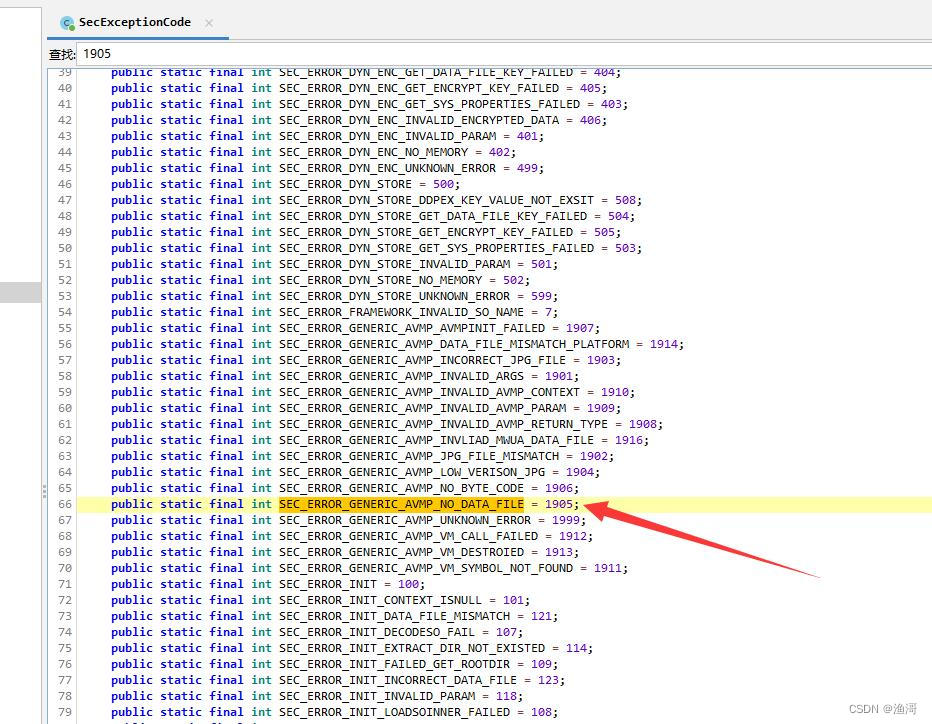 SecExceptionCode
查找: 1905
39 public static final int SEC_ERROR_DYN_ENC_GET_DATA_FILE_KEY_FAILED = 404;
40 public static final int SEC_ERROR_DYN_ENC_GET_ENCRYPT_KEY_FAILED = 405;
41 public static final int SEC_ERROR_DYN_ENC_GET_SYS_PROPERTIES_FAILED = 403;
42 public static final int SEC_ERROR_DYN_ENC_INVALID_ENCRYPTED_DATA = 406;
43 public static final int SEC_ERROR_DYN_ENC_INVALID_PARAM = 401;
44 public static final int SEC_ERROR_DYN_ENC_NO_MEMORY = 402;
45 public static final int SEC_ERROR_DYN_ENC_UNKNOWN_ERROR = 499;
46 public static final int SEC_ERROR_DYN_STORE = 500;
47 public static final int SEC_ERROR_DYN_STORE_DDPEX_KEY_VALUE_NOT_EXSIT = 508;
48 public static final int SEC_ERROR_DYN_STORE_GET_DATA_FILE_KEY_FAILED = 504;
49 public static final int SEC_ERROR_DYN_STORE_GET_ENCRYPT_KEY_FAILED = 505;
50 public static final int SEC_ERROR_DYN_STORE_GET_SYS_PROPERTIES_FAILED = 503;
51 public static final int SEC_ERROR_DYN_STORE_INVALID_PARAM = 501;
52 public static final int SEC_ERROR_DYN_STORE_NO_MEMORY = 502;
53 public static final int SEC_ERROR_DYN_STORE_UNKNOWN_ERROR = 599;
54 public static final int SEC_ERROR_FRAMEWORK_INVALID_SO_NAME = 7;
55 public static final int SEC_ERROR_GENERIC_AVMP_AVMPINIT_FAILED = 1907;
56 public static final int SEC_ERROR_GENERIC_AVMP_DATA_FILE_MISMATCH_PLATFORM = 1914;
57 public static final int SEC_ERROR_GENERIC_AVMP_INCORRECT_JPG_FILE = 1903;
58 public static final int SEC_ERROR_GENERIC_AVMP_INVALID_ARGS = 1901;
59 public static final int SEC_ERROR_GENERIC_AVMP_INVALID_AVMP_CONTEXT = 1910;
60 public static final int SEC_ERROR_GENERIC_AVMP_INVALID_AVMP_PARAM = 1909;
61 public static final int SEC_ERROR_GENERIC_AVMP_INVALID_AVMP_RETURN_TYPE = 1908;
62 public static final int SEC_ERROR_GENERIC_AVMP_INVLIAD_MWUA_DATA_FILE = 1916;
63 public static final int SEC_ERROR_GENERIC_AVMP_JPG_FILE_MISMATCH = 1902;
64 public static final int SEC_ERROR_GENERIC_AVMP_LOW_VERISON_JPG = 1904;
65 public static final int SEC_ERROR_GENERIC_AVMP_NO_BYTE_CODE = 1906;
66 public static final int SEC_ERROR_GENERIC_AVMP_NO_DATA_FILE = 1905;
67 public static final int SEC_ERROR_GENERIC_AVMP_UNKNOWN_ERROR = 1999;
68 public static final int SEC_ERROR_GENERIC_AVMP_VM_CALL_FAILED = 1912;
69 public static final int SEC_ERROR_GENERIC_AVMP_VM_DESTROIED = 1913;
70 public static final int SEC_ERROR_GENERIC_AVMP_VM_SYMBOL_NOT_FOUND = 1911;
71 public static final int SEC_ERROR_INIT = 100;
72 public static final int SEC_ERROR_INIT_CONTEXT_ISNULL = 101;
73 public static final int SEC_ERROR_INIT_DATA_FILE_MISMATCH = 121;
74 public static final int SEC_ERROR_INIT_DECODESO_FAIL = 107;
75 public static final int SEC_ERROR_INIT_EXTRACT_DIR_NOT_EXISTED = 114;
76 public static final int SEC_ERROR_INIT_FAILED_GET_ROOTDIR = 109;
77 public static final int SEC_ERROR_INIT_INCORRECT_DATA_FILE = 123;
78 public static final int SEC_ERROR_INIT_INVALID_PARAM = 118;
79 public static final int SEC_ERROR_INIT_LOADSOINNER_FAILED = 108;
CSDN @渔滒